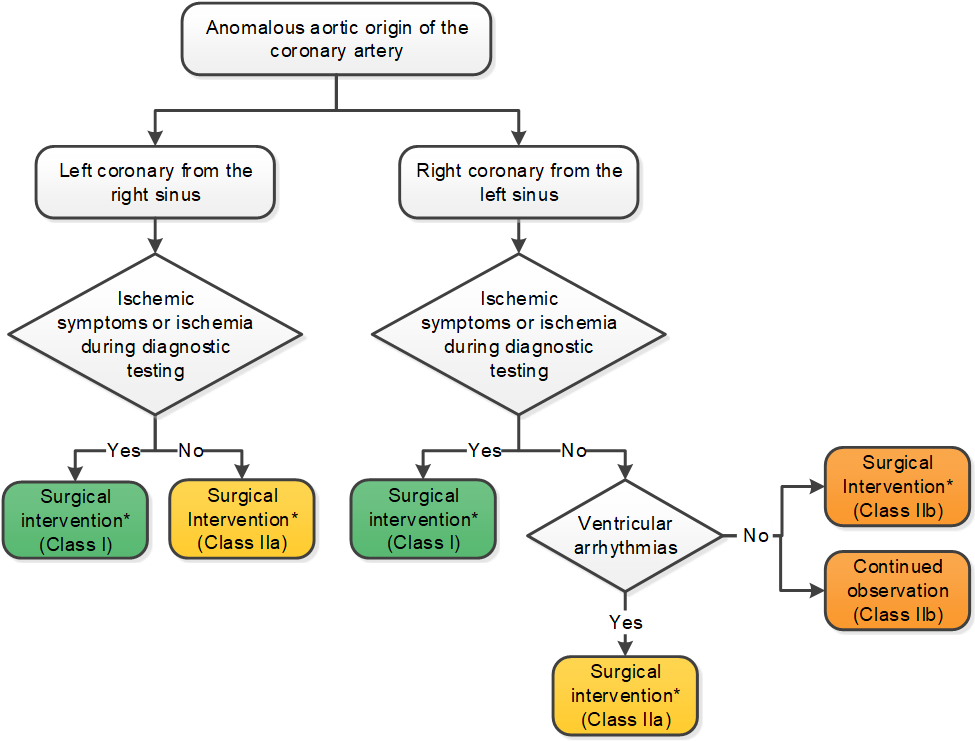 Anomalous aortic origin of the
coronary artery
Left coronary from the
right sinus
Right coronary from the
left sinus
Ischemic
symptoms or ischemia
during diagnostic
testing
Ischemic
symptoms or ischemia
during diagnostic
testing
Yes
No
Yes
No
Surgical
intervention*
(Class I)
Surgical
Intervention*
(Class IIa)
Surgical
intervention*
(Class I)
Ventricular
arrhythmias
No
Surgical
Intervention*
(Class IIb)
Continued
observation
(Class IIb)
Yes
Surgical
intervention*
(Class IIa)